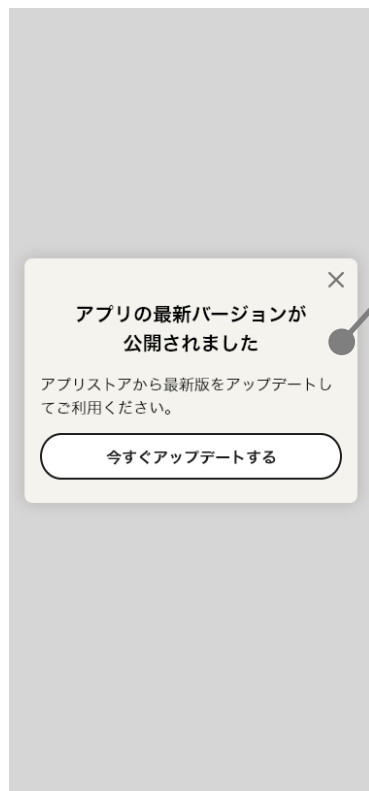 アプリの最新バージョンが
公開されました
アプリストアから最新版をアップデートし
てご利用ください。
今すぐアップデートする